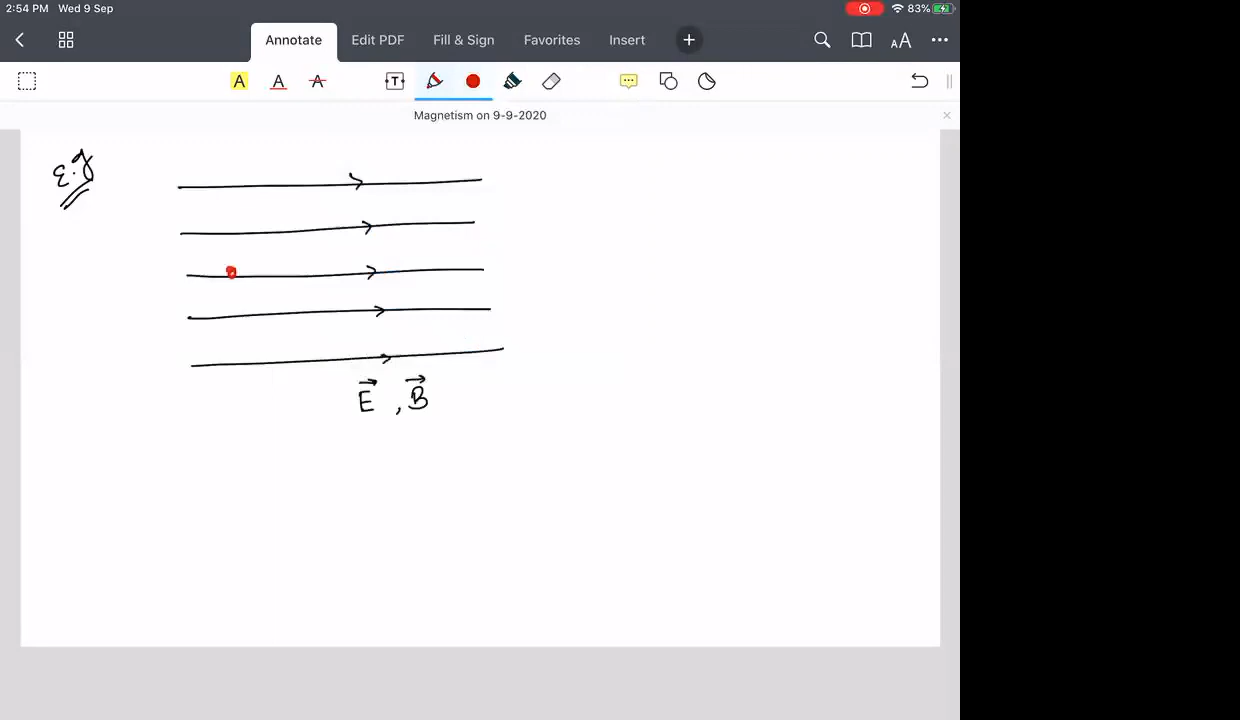 2:54 PM Wed 9 Sep 83%
Annotate Edit PDF Fill & Sign Favorites Insert
A A A T
Magnetism on 9-9-2020
E.g
E , B